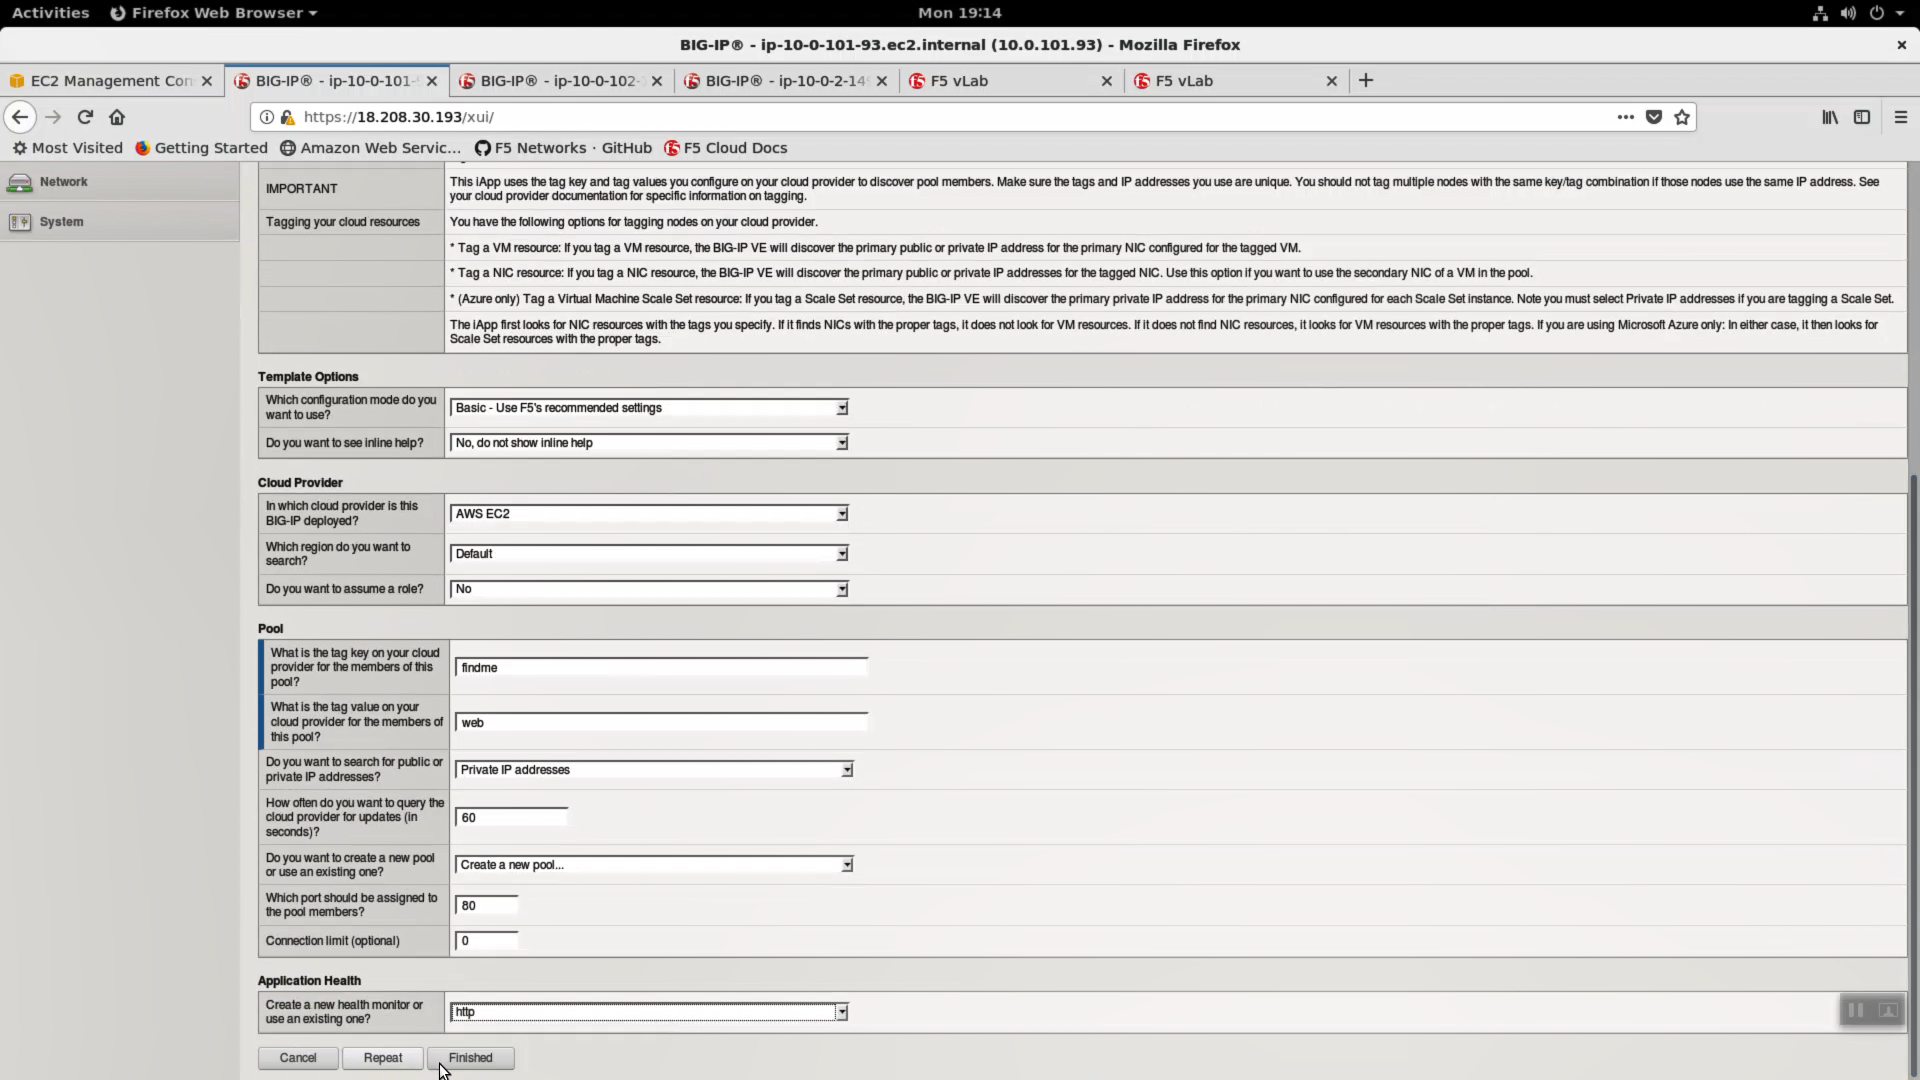 Activities Firefox Web Browser Mon 19:14
BIG-IP® - ip-10-0-101-93.ec2.internal (10.0.101.93) - Mozilla Firefox
EC2 Management Con BIG-IP® - ip-10-0-101- BIG-IP® - ip-10-0-102- BIG-IP® - ip-10-0-2-149 F5 vLab F5 vLab
https://18.208.30.193/xui/
Most Visited Getting Started Amazon Web Servic... F5 Networks · GitHub F5 Cloud Docs
Network
System
IMPORTANT
This iApp uses the tag key and tag values you configure on your cloud provider to discover pool members. Make sure the tags and IP addresses you use are unique. You should not tag multiple nodes with the same key/tag combination if those nodes use the same IP address. See
your cloud provider documentation for specific information on tagging.
Tagging your cloud resources You have the following options for tagging nodes on your cloud provider.
* Tag a VM resource: If you tag a VM resource, the BIG-IP VE will discover the primary public or private IP address for the primary NIC configured for the tagged VM.
* Tag a NIC resource: If you tag a NIC resource, the BIG-IP VE will discover the primary public or private IP addresses for the tagged NIC. Use this option if you want to use the secondary NIC of a VM in the pool.
* (Azure only) Tag a Virtual Machine Scale Set resource: If you tag a Scale Set resource, the BIG-IP VE will discover the primary private IP address for the primary NIC configured for each Scale Set instance. Note you must select Private IP addresses if you are tagging a Scale Set.
The iApp first looks for NIC resources with the tags you specify. If it finds NICs with the proper tags, it does not look for VM resources. If it does not find NIC resources, it looks for VM resources with the proper tags. If you are using Microsoft Azure only: In either case, it then looks for
Scale Set resources with the proper tags.
Template Options
Which configuration mode do you
want to use?
Basic - Use F5's recommended settings
Do you want to see inline help? No, do not show inline help
Cloud Provider
In which cloud provider is this
BIG-IP deployed?
AWS EC2
Which region do you want to
search?
Default
Do you want to assume a role? No
Pool
What is the tag key on your cloud
provider for the members of this
pool?
findme
What is the tag value on your
cloud provider for the members of
this pool?
web
Do you want to search for public or
private IP addresses?
Private IP addresses
How often do you want to query the
cloud provider for updates (in
seconds)?
60
Do you want to create a new pool
or use an existing one?
Create a new pool...
Which port should be assigned to
the pool members?
80
Connection limit (optional) 0
Application Health
Create a new health monitor or
use an existing one?
http
Cancel Repeat Finished